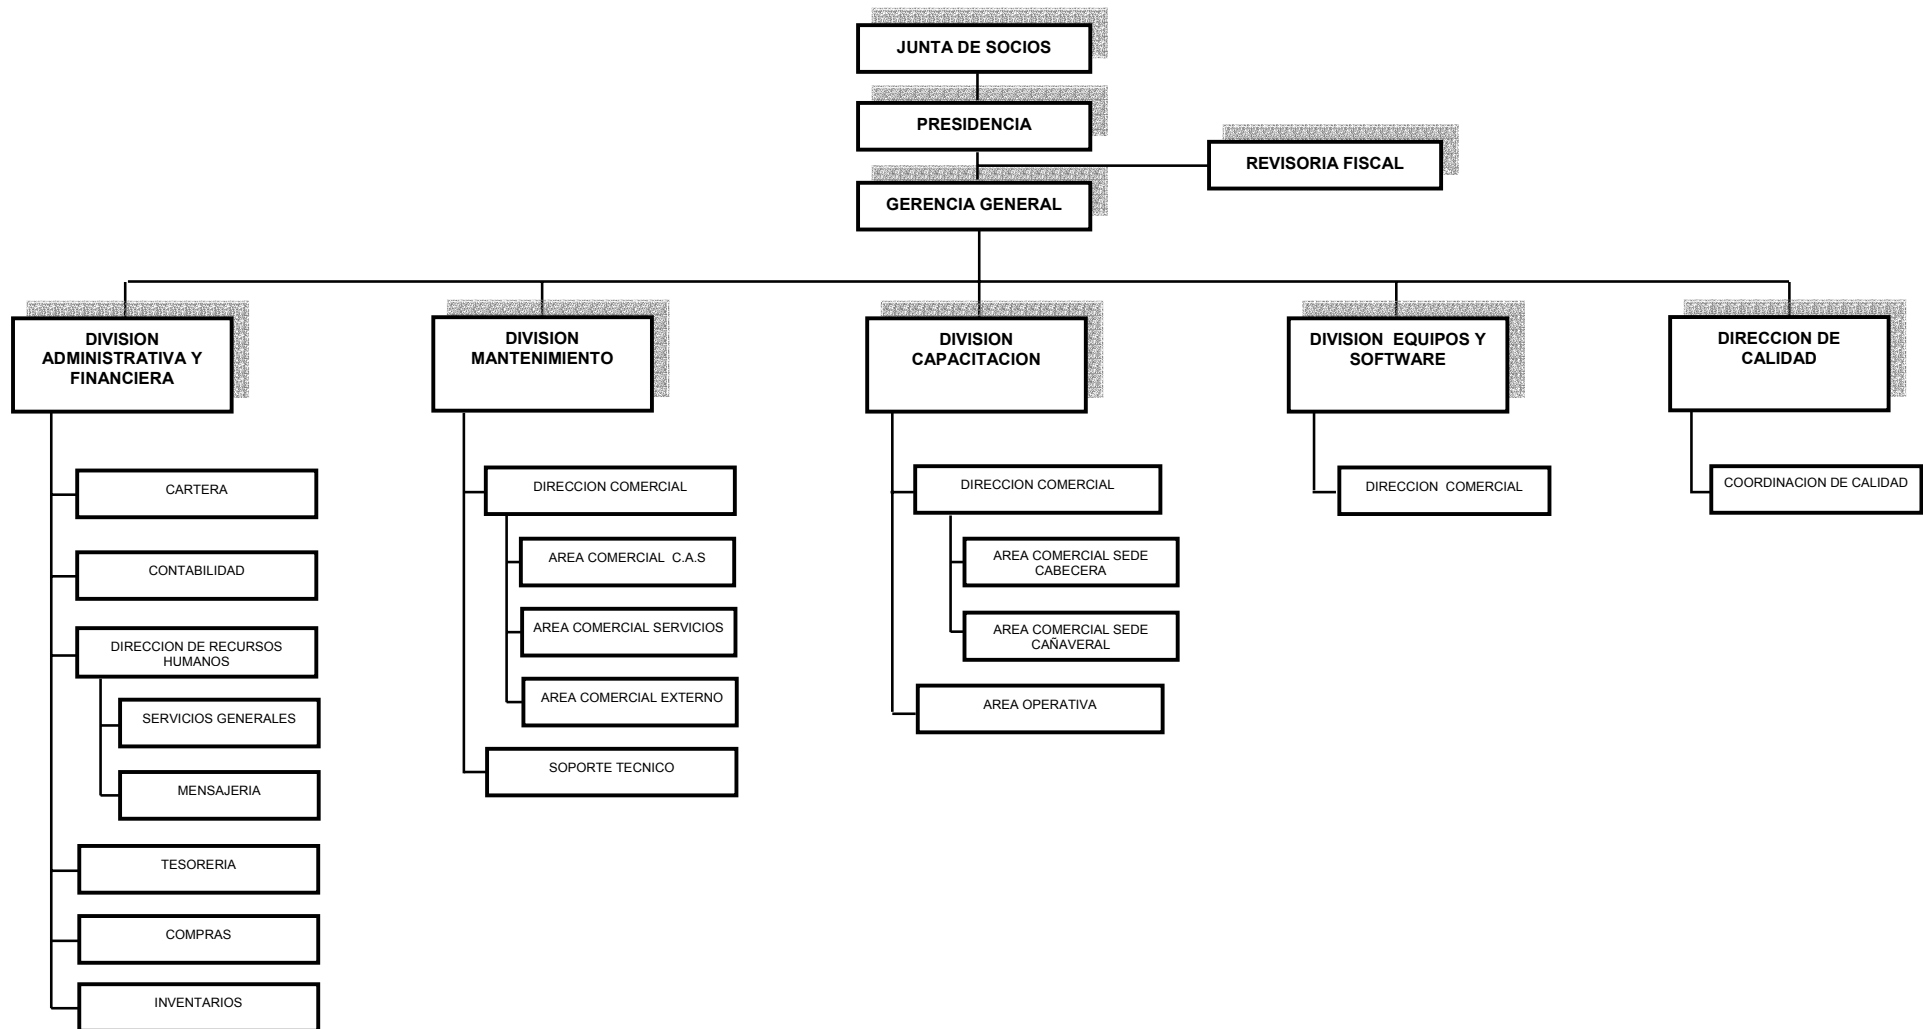 JUNTA DE SOCIOS
PRESIDENCIA
REVISORIA FISCAL
GERENCIA GENERAL
DIVISION
ADMINISTRATIVA Y
FINANCIERA
DIVISION
MANTENIMIENTO
DIVISION
CAPACITACION
DIVISION EQUIPOS Y
SOFTWARE
DIRECCION DE
CALIDAD
CARTERA
CONTABILIDAD
DIRECCION DE RECURSOS
HUMANOS
SERVICIOS GENERALES
MENSAJERIA
TESORERIA
COMPRAS
INVENTARIOS
DIRECCION COMERCIAL
AREA COMERCIAL C.A.S
AREA COMERCIAL SERVICIOS
AREA COMERCIAL EXTERNO
SOPORTE TECNICO
DIRECCION COMERCIAL
AREA COMERCIAL SEDE
CABECERA
AREA COMERCIAL SEDE
CAÑAVERAL
AREA OPERATIVA
DIRECCION COMERCIAL
COORDINACION DE CALIDAD